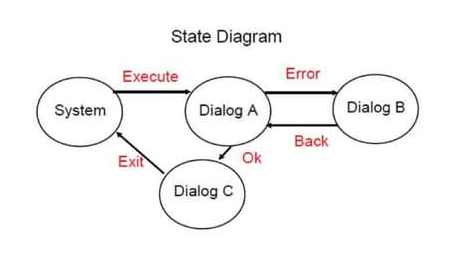 State Diagram
Execute
Error
System
Dialog A
Dialog B
Back
Exit
Ok
Dialog C